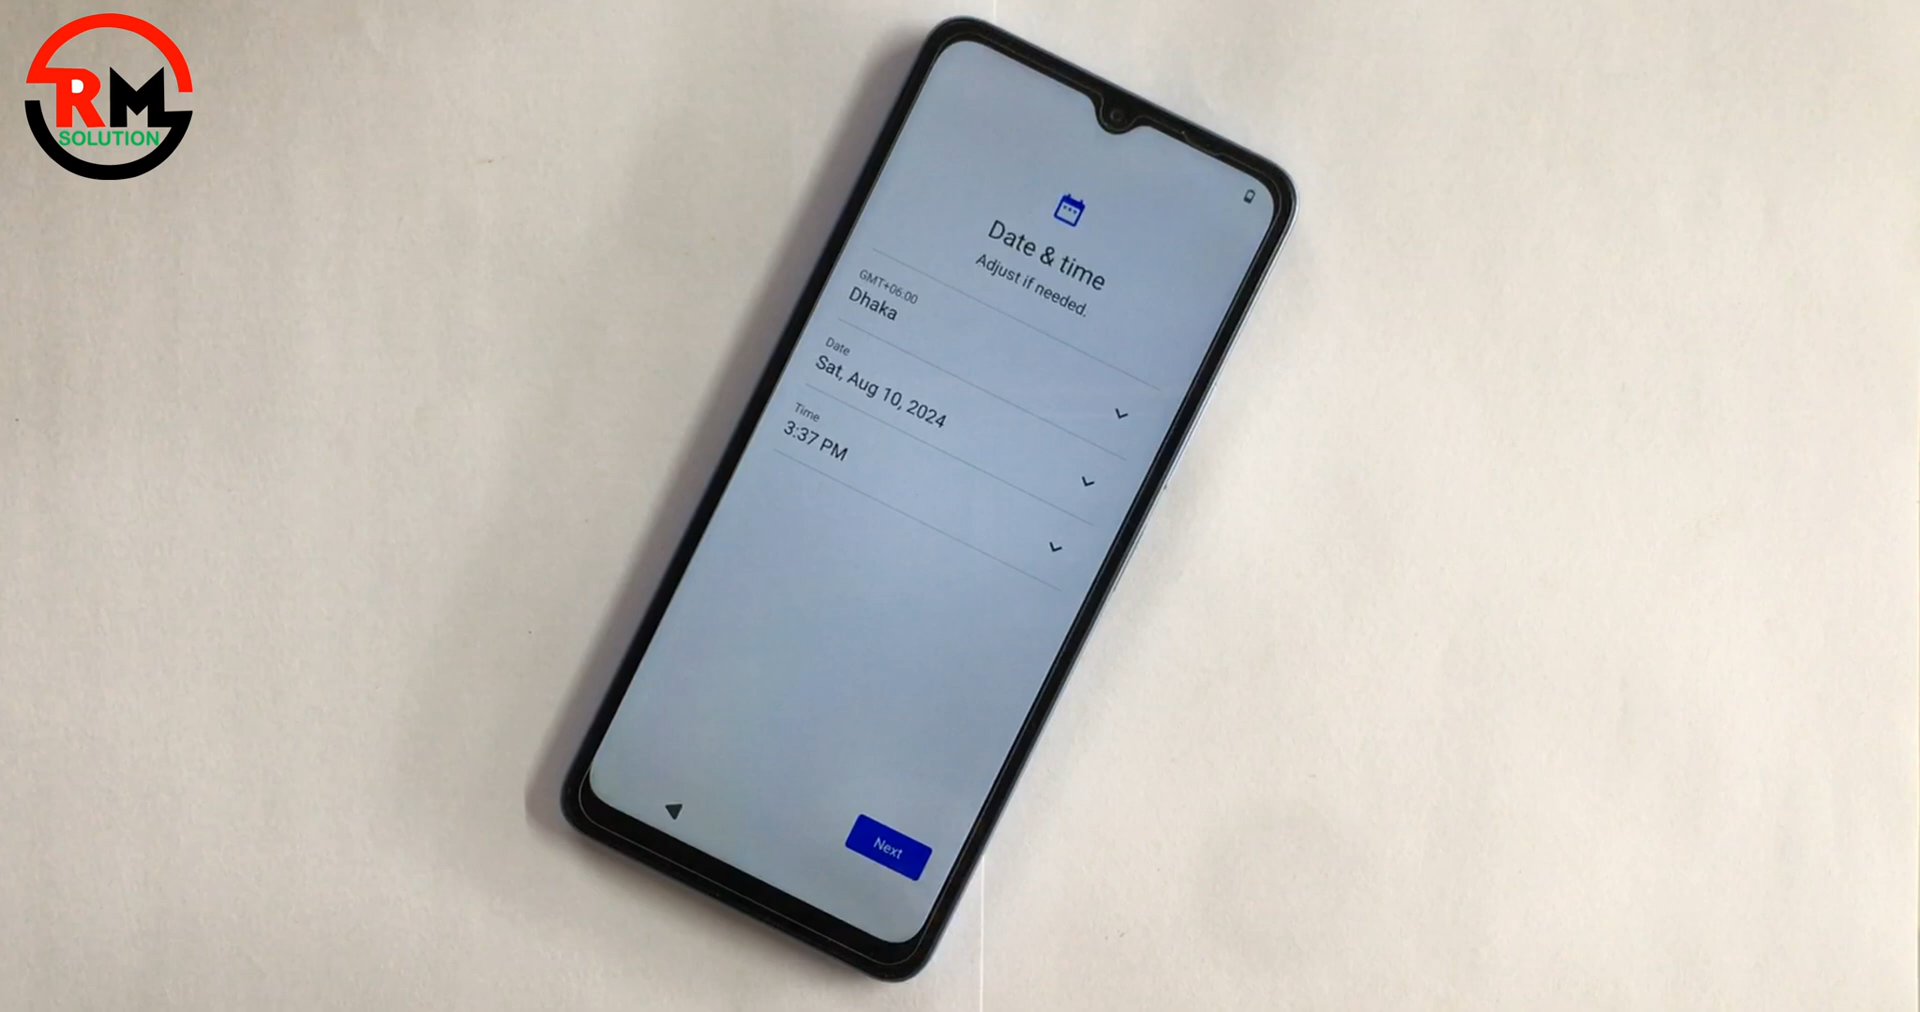 RM
SOLUTION
Date & time
Adjust if needed.
GMT+06:00
Dhaka
Date
Sat, Aug 10, 2024
Time
3:37 PM
Next